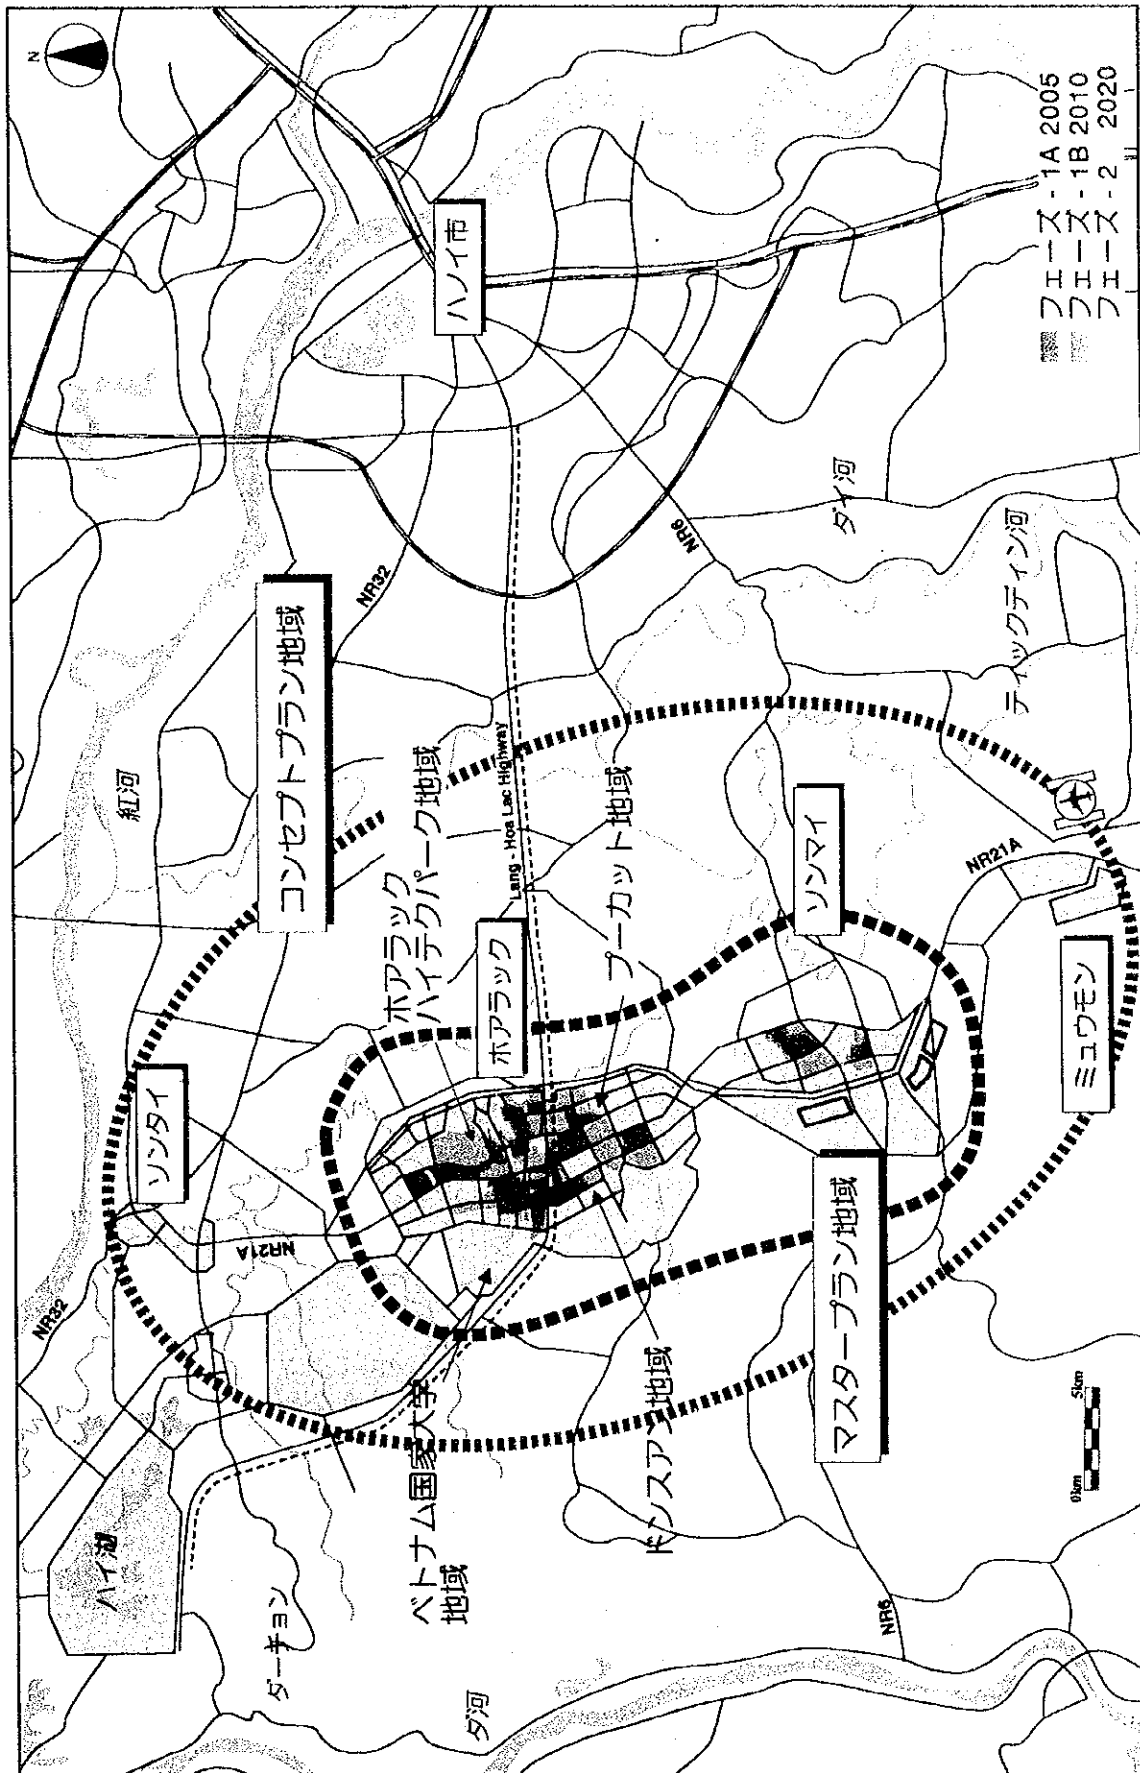 N
ハノイ市
フェーズ - 1A 2005
フェーズ - 1B 2010
フェーズ - 2 2020
紅河
コンセプトプラン地域
NR32
NR6
ダイ河
ティックティン河
ホアラック
ハイテクパーク地域
Lang - Hoa Lac Highway
プーカット地域
ホアラック
ソンマイ
NR21A
ミュウモン
ソンタイ
NR21A
NR32
マスタープラン地域
ベトナム国家大学
地域
ドンスアン地域
ハイ湖
ダーチョン
タ河
NR6
0km
5km